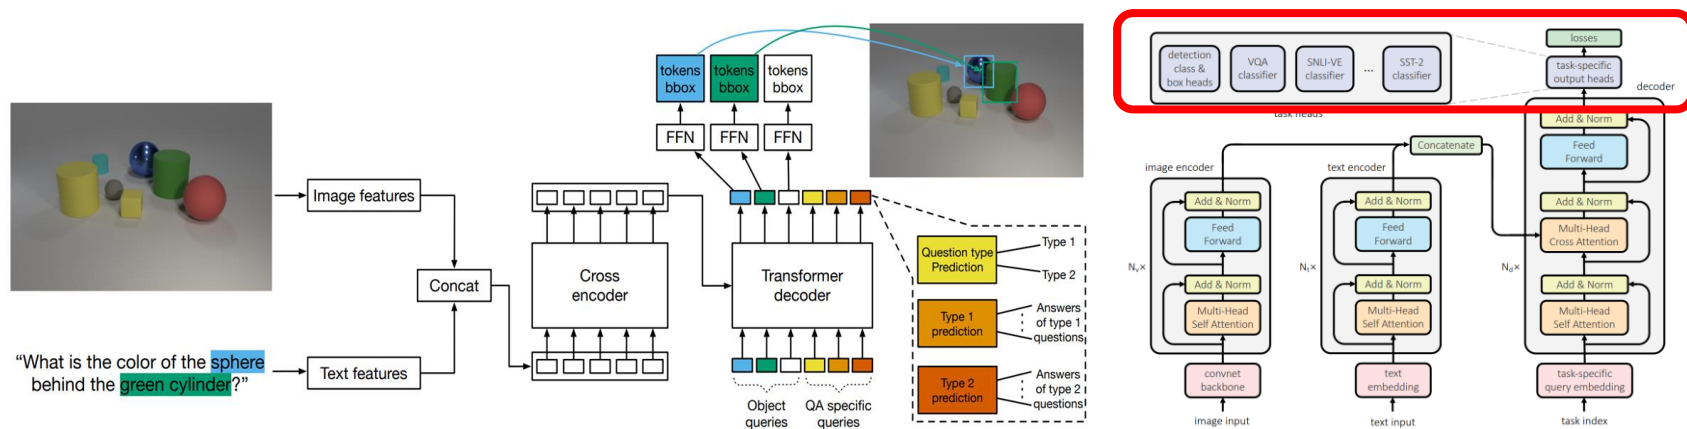 tokens
bbox
tokens
bbox
tokens
bbox
FFN
FFN
FFN
Image features
Text features
Concat
“What is the color of the sphere
behind the green cylinder?”
Cross
encoder
Transformer
decoder
Object
queries
QA specific
queries
Question type
Prediction
Type 1
Type 2
Type 1
prediction
Answers
of type 1
questions
Type 2
prediction
Answers
of type 2
questions
detection
class &
box heads
VQA
classifier
SNLI-VE
classifier
...
SST-2
classifier
losses
task-specific
output heads
decoder
task heads
image encoder
text encoder
Concatenate
Add & Norm
Feed
Forward
Add & Norm
Multi-Head
Self Attention
Nᵥ×
convnet
backbone
image input
Add & Norm
Feed
Forward
Add & Norm
Multi-Head
Self Attention
Nₜ×
text
embedding
text input
Add & Norm
Feed
Forward
Add & Norm
Multi-Head
Cross Attention
Add & Norm
Multi-Head
Self Attention
N_d×
task-specific
query embedding
task index